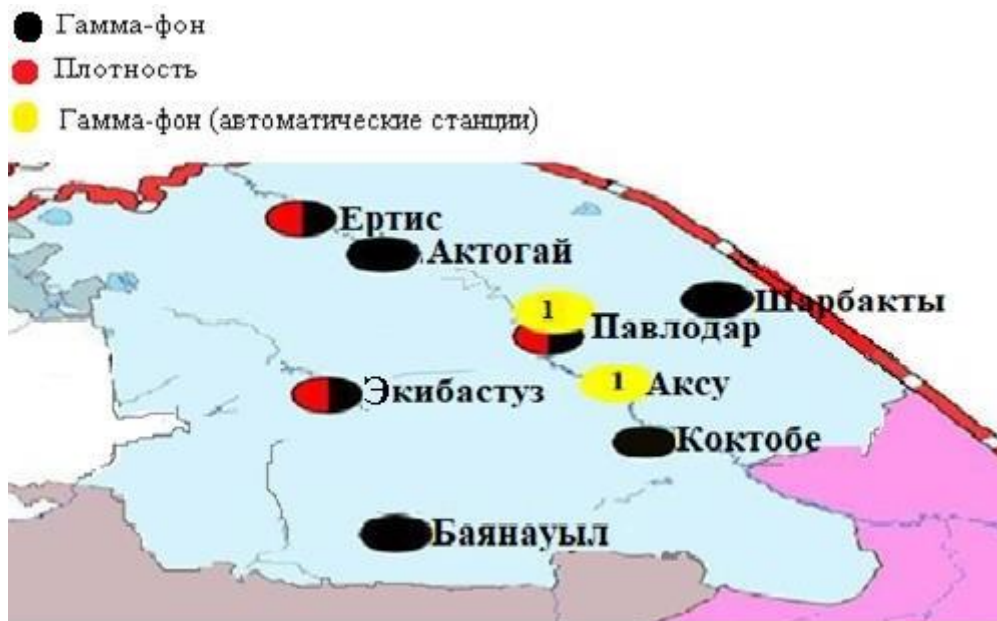 Гамма-фон
Плотность
Гамма-фон (автоматические станции)
Ертис
Актогай
1
Шарбакты
Павлодар
1
Аксу
Экибастуз
Коктобе
Баянауыл